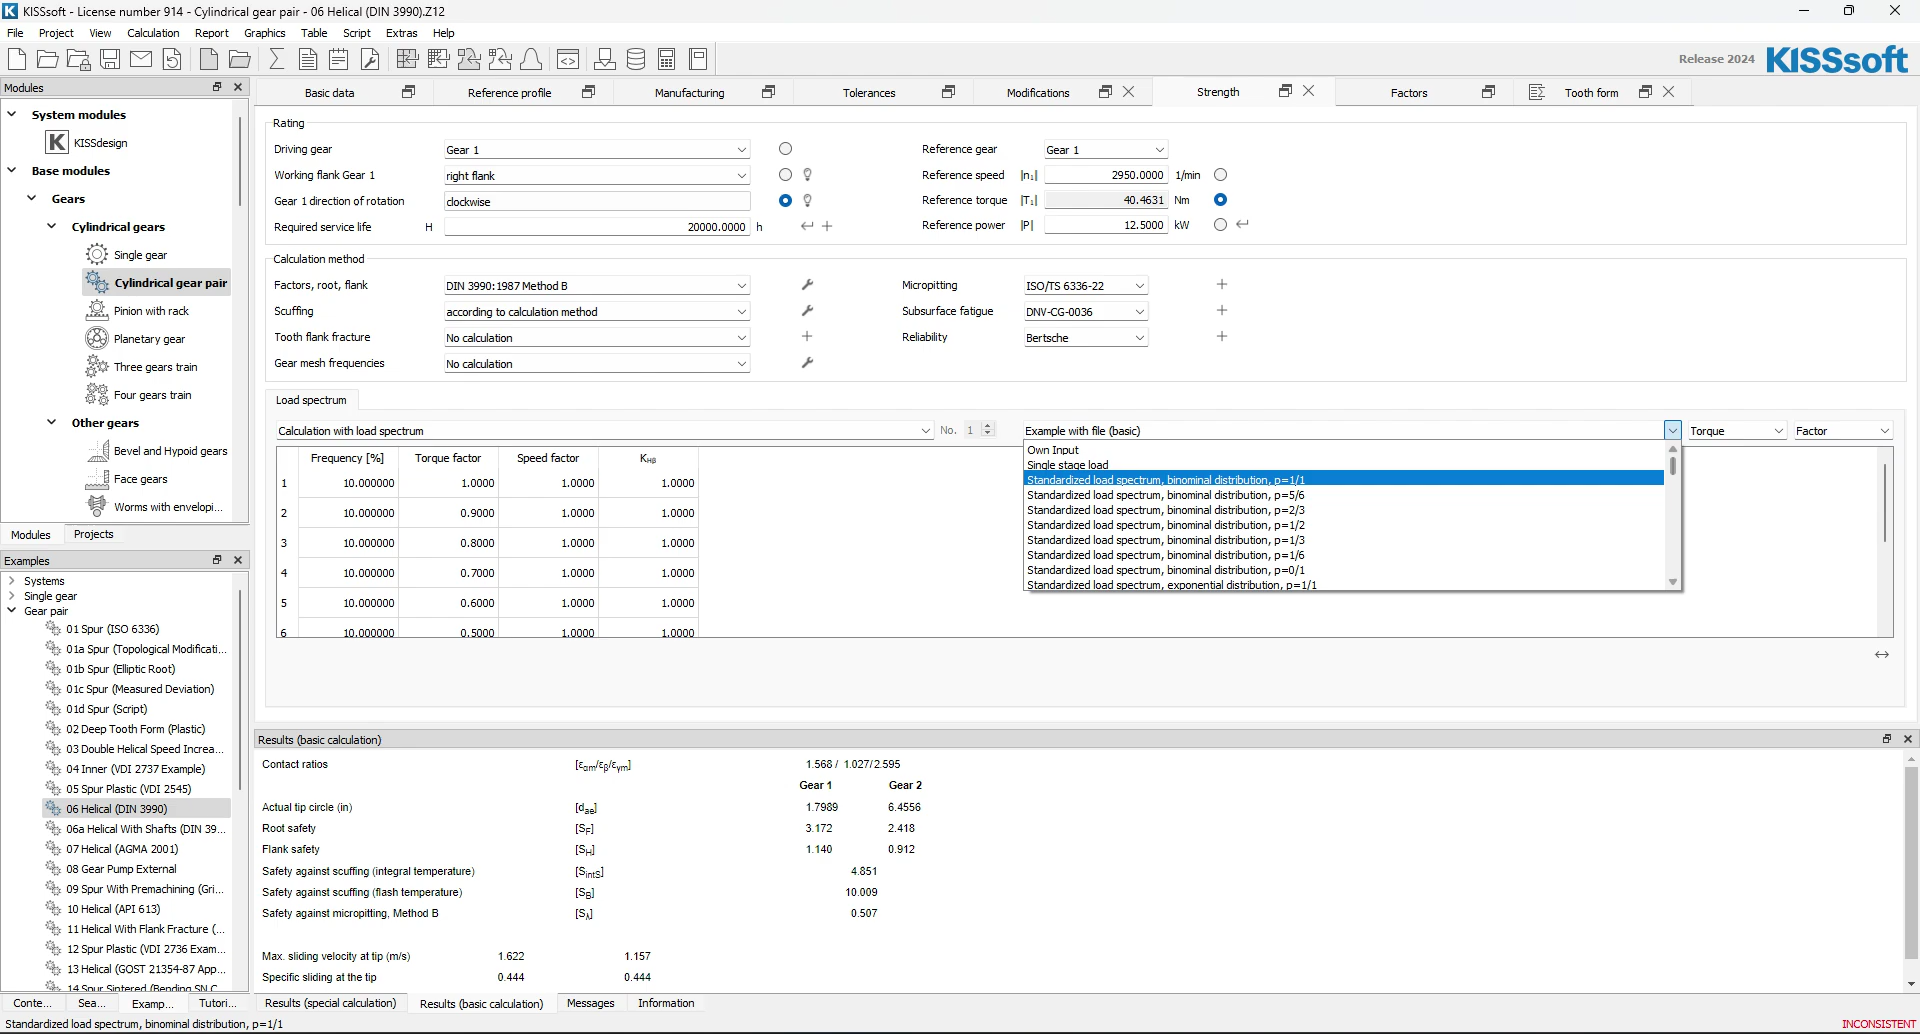 KISSsoft - License number 914 - Cylindrical gear pair - 06 Helical (DIN 3990).Z12
File Project View Calculation Report Graphics Table Script Extras Help
Release 2024 KISSsoft
Modules
System modules
KISSdesign
Base modules
Gears
Cylindrical gears
Single gear
Cylindrical gear pair
Pinion with rack
Planetary gear
Three gears train
Four gears train
Other gears
Bevel and Hypoid gears
Face gears
Worms with envelopi...
Modules Projects
Examples
Systems
Single gear
Gear pair
01 Spur (ISO 6336)
01a Spur (Topological Modificati...
01b Spur (Elliptic Root)
01c Spur (Measured Deviation)
01d Spur (Script)
02 Deep Tooth Form (Plastic)
03 Double Helical Speed Increa...
04 Inner (VDI 2737 Example)
05 Spur Plastic (VDI 2545)
06 Helical (DIN 3990)
06a Helical With Shafts (DIN 39...
07 Helical (AGMA 2001)
08 Gear Pump External
09 Spur With Premachining (Gri...
10 Helical (API 613)
11 Helical With Flank Fracture (...
12 Spur Plastic (VDI 2736 Exam...
13 Helical (GOST 21354-87 App...
14 Spur Sintered (Bending SN C...
Conte... Sea... Examp... Tutori...
Basic data Reference profile Manufacturing Tolerances Modifications Strength Factors Tooth form
Rating
Driving gear Gear 1 Reference gear Gear 1
Working flank Gear 1 right flank Reference speed |n₁| 2950.0000 1/min
Gear 1 direction of rotation clockwise Reference torque |T₁| 40.4631 Nm
Required service life H 20000.0000 h Reference power |P| 12.5000 kW
Calculation method
Factors, root, flank DIN 3990:1987 Method B Micropitting ISO/TS 6336-22
Scuffing according to calculation method Subsurface fatigue DNV-CG-0036
Tooth flank fracture No calculation Reliability Bertsche
Gear mesh frequencies No calculation
Load spectrum
Calculation with load spectrum No. 1 Example with file (basic) Torque Factor
Frequency [%] Torque factor Speed factor KHβ
1 10.000000 1.0000 1.0000 1.0000
2 10.000000 0.9000 1.0000 1.0000
3 10.000000 0.8000 1.0000 1.0000
4 10.000000 0.7000 1.0000 1.0000
5 10.000000 0.6000 1.0000 1.0000
6 10.000000 0.5000 1.0000 1.0000
Own Input
Single stage load
Standardized load spectrum, binominal distribution, p=1/1
Standardized load spectrum, binominal distribution, p=5/6
Standardized load spectrum, binominal distribution, p=2/3
Standardized load spectrum, binominal distribution, p=1/2
Standardized load spectrum, binominal distribution, p=1/3
Standardized load spectrum, binominal distribution, p=1/6
Standardized load spectrum, binominal distribution, p=0/1
Standardized load spectrum, exponential distribution, p=1/1
Results (basic calculation)
Contact ratios [εαm/εβ/εγm] 1.568 / 1.027/2.595
Gear 1 Gear 2
Actual tip circle (in) [dae] 1.7989 6.4556
Root safety [SF] 3.172 2.418
Flank safety [SH] 1.140 0.912
Safety against scuffing (integral temperature) [SintS] 4.851
Safety against scuffing (flash temperature) [SB] 10.009
Safety against micropitting, Method B [Sλ] 0.507
Max. sliding velocity at tip (m/s) 1.622 1.157
Specific sliding at the tip 0.444 0.444
Results (special calculation) Results (basic calculation) Messages Information
Standardized load spectrum, binominal distribution, p=1/1 INCONSISTENT